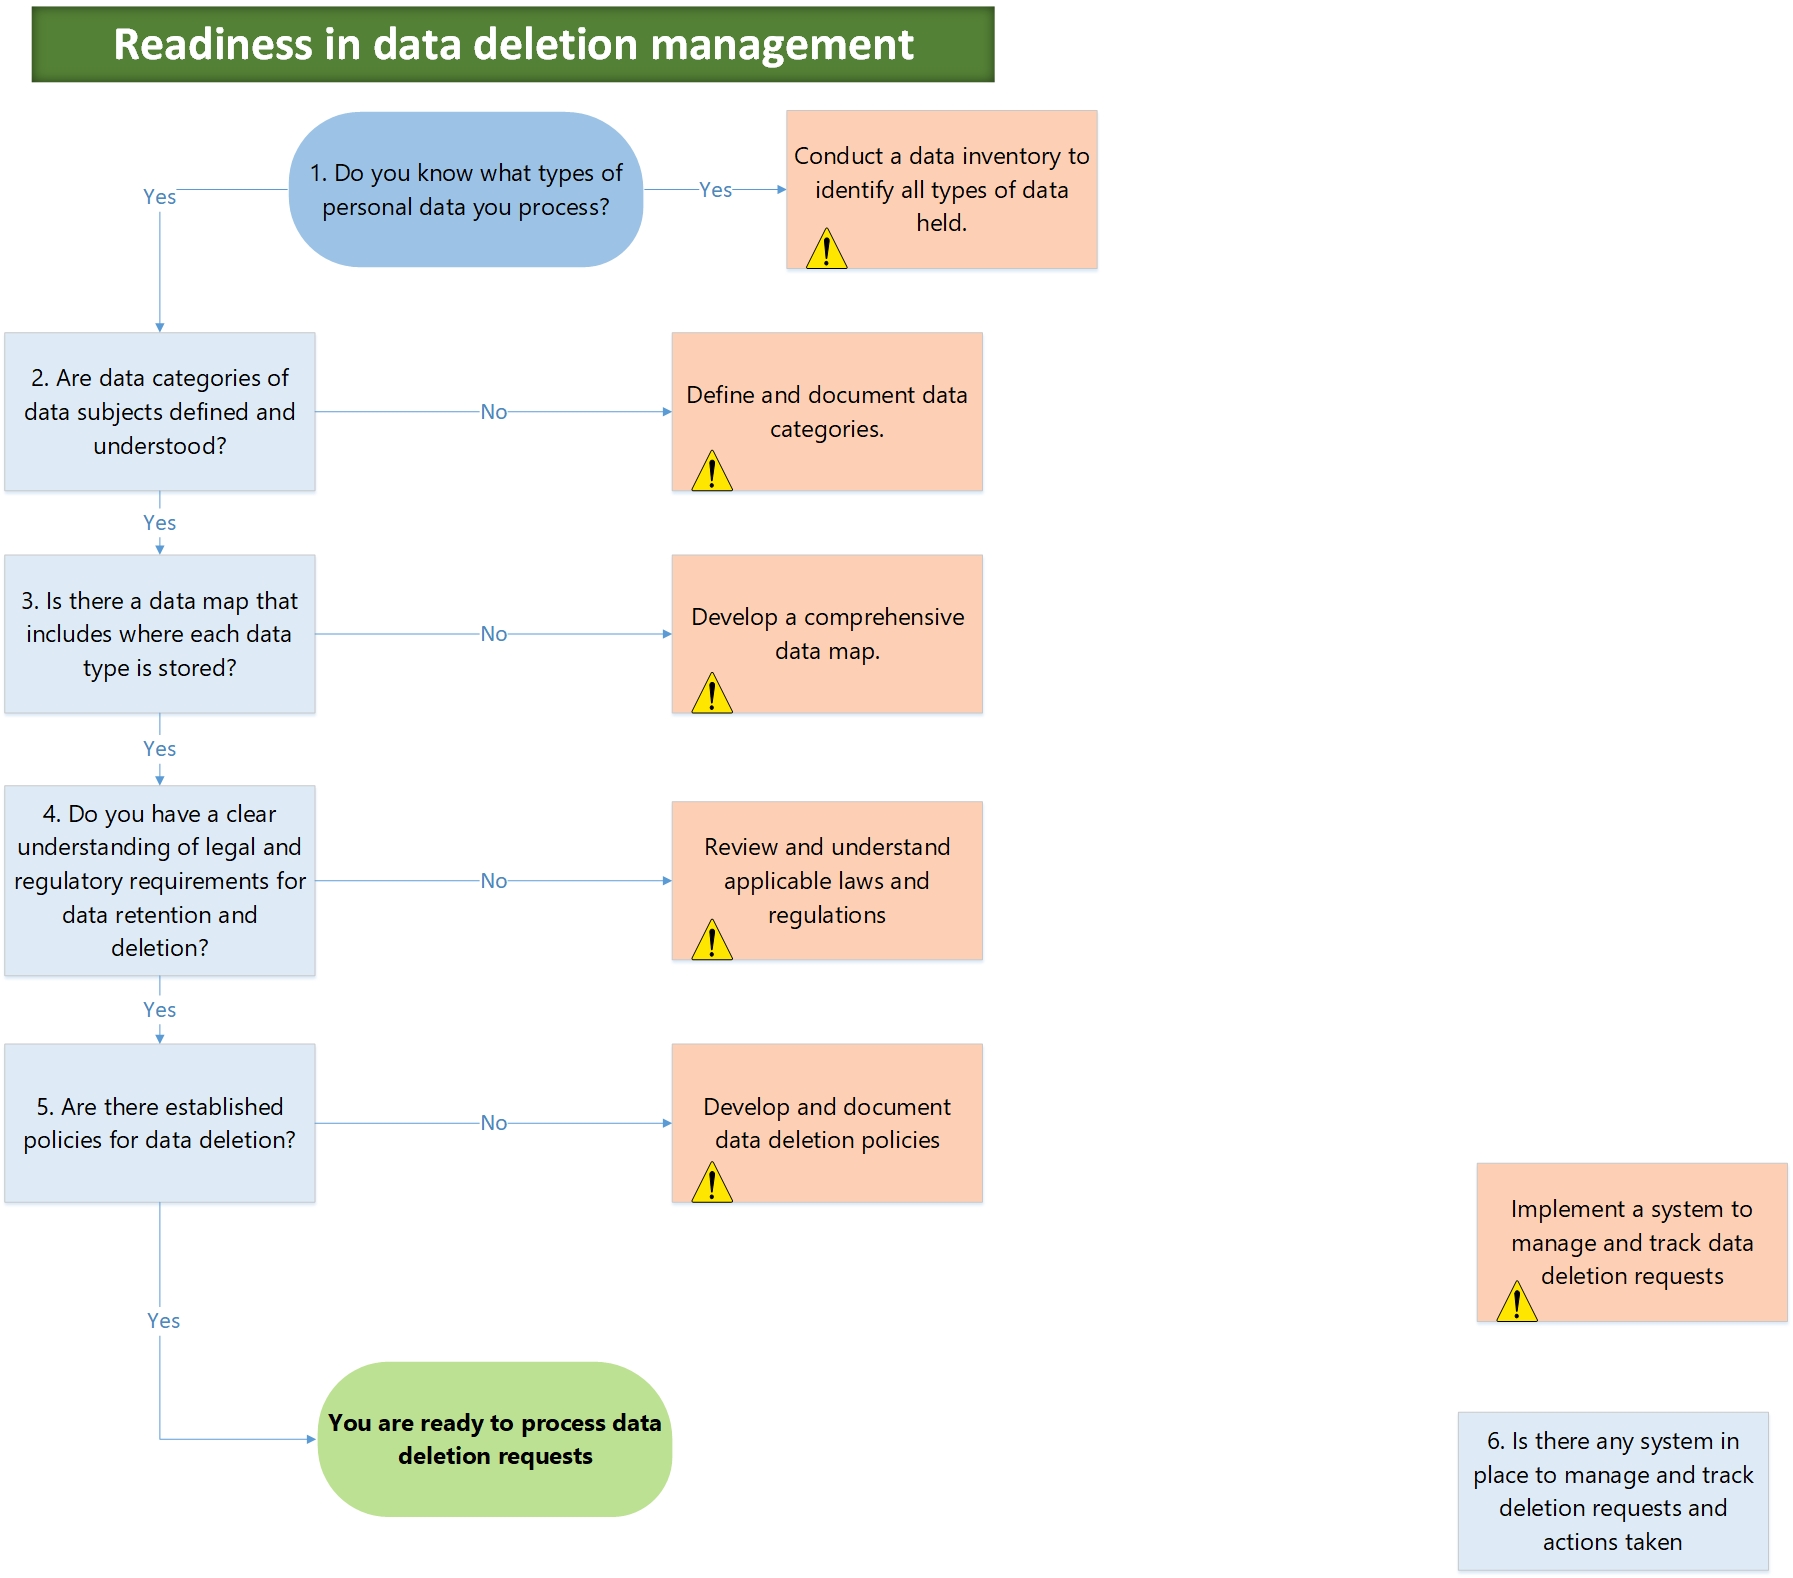 Readiness in data deletion management
1. Do you know what types of
personal data you process?
Yes
Yes
Conduct a data inventory to
identify all types of data
held.
2. Are data categories of
data subjects defined and
understood?
No
Define and document data
categories.
Yes
3. Is there a data map that
includes where each data
type is stored?
No
Develop a comprehensive
data map.
Yes
4. Do you have a clear
understanding of legal and
regulatory requirements for
data retention and
deletion?
No
Review and understand
applicable laws and
regulations
Yes
5. Are there established
policies for data deletion?
No
Develop and document
data deletion policies
Yes
You are ready to process data
deletion requests
Implement a system to
manage and track data
deletion requests
6. Is there any system in
place to manage and track
deletion requests and
actions taken